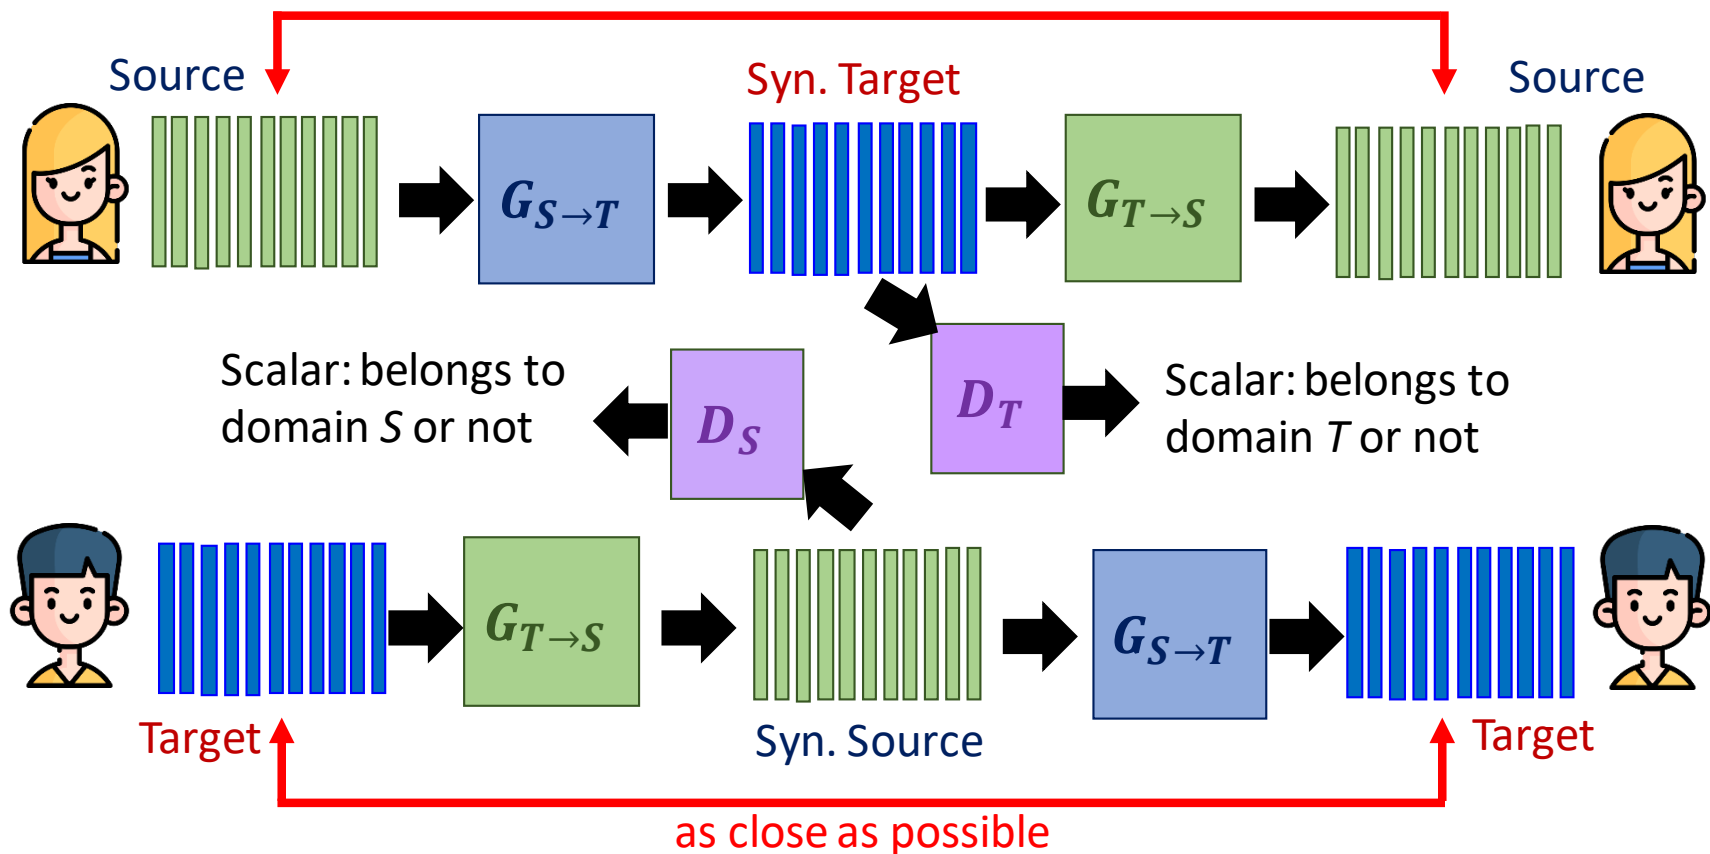 Source
Syn. Target
Source
G_{S→T}
G_{T→S}
Scalar: belongs to
domain S or not
D_S
D_T
Scalar: belongs to
domain T or not
G_{T→S}
G_{S→T}
Target
Syn. Source
Target
as close as possible